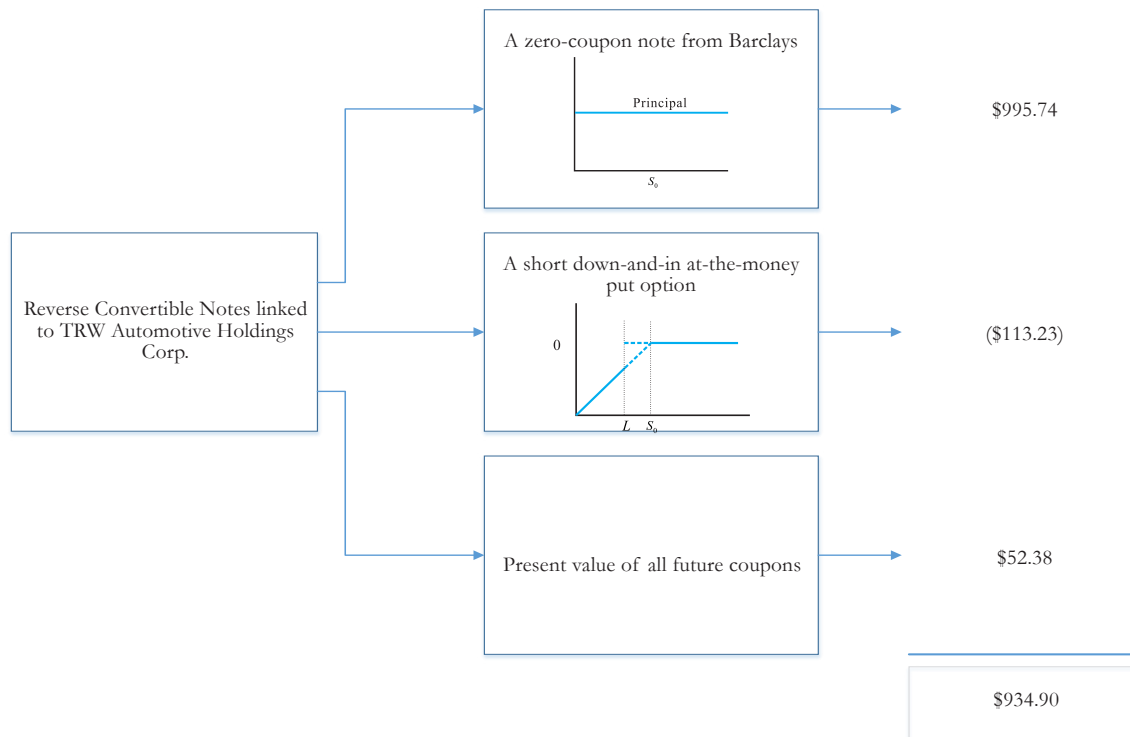 A zero-coupon note from Barclays
Principal
S₀
$995.74
Reverse Convertible Notes linked
to TRW Automotive Holdings
Corp.
A short down-and-in at-the-money
put option
0
L S₀
($113.23)
Present value of all future coupons
$52.38
$934.90